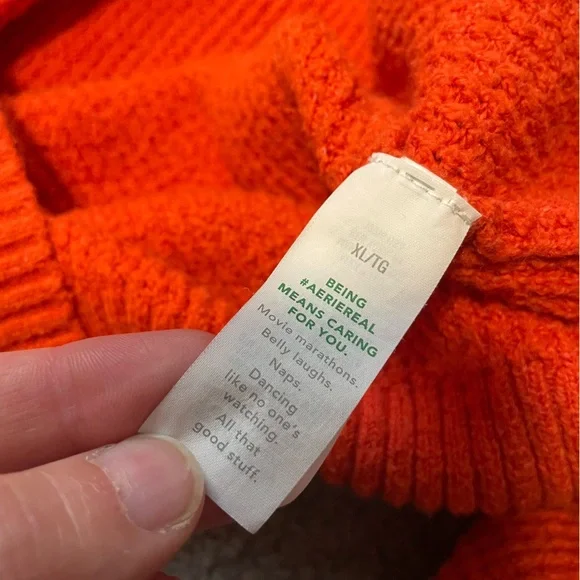 XL/TG
BEING
#AERIEREAL
MEANS CARING
FOR YOU.
Movie marathons.
Belly laughs.
Naps.
Dancing
like no one's
watching.
All that
good stuff.